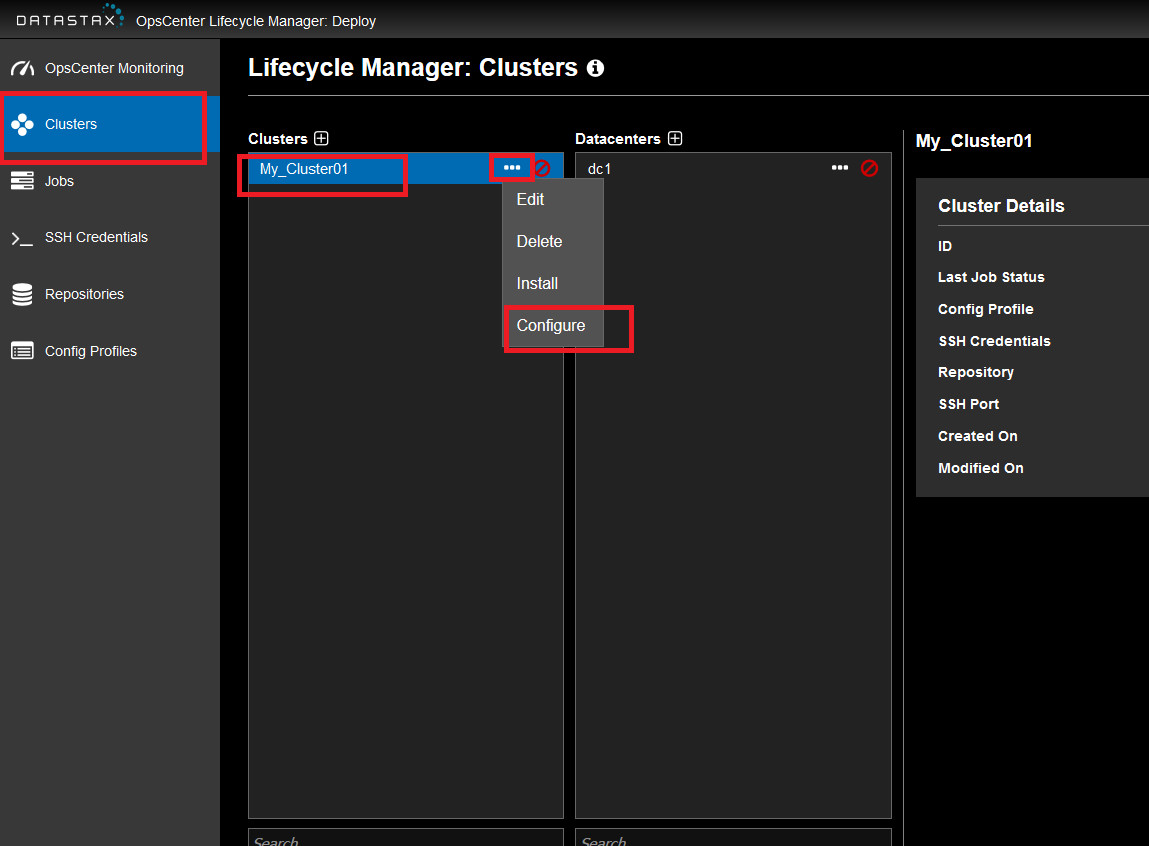 DATASTAX OpsCenter Lifecycle Manager: Deploy
OpsCenter Monitoring
Clusters
Jobs
SSH Credentials
Repositories
Config Profiles
Lifecycle Manager: Clusters
Clusters
My_Cluster01
Edit
Delete
Install
Configure
Search
Datacenters
dc1
Search
My_Cluster01
Cluster Details
ID
Last Job Status
Config Profile
SSH Credentials
Repository
SSH Port
Created On
Modified On